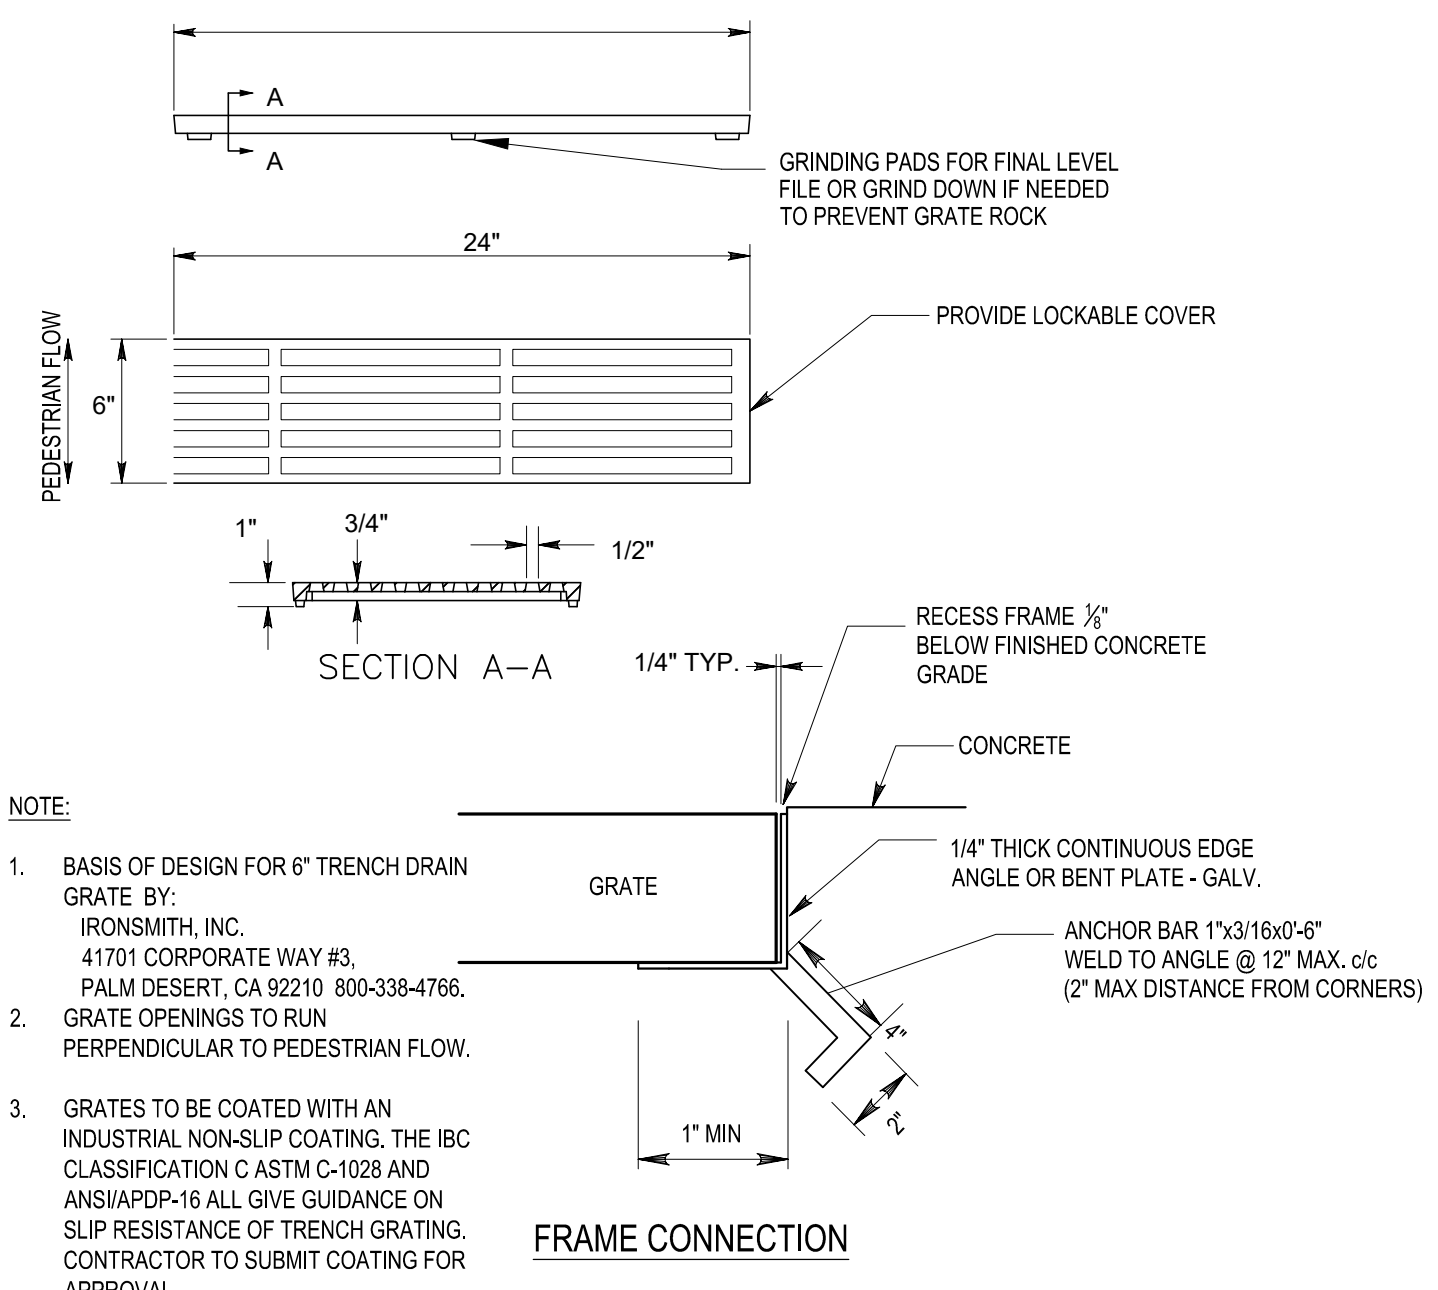 A
A
GRINDING PADS FOR FINAL LEVEL
FILE OR GRIND DOWN IF NEEDED
TO PREVENT GRATE ROCK
24"
PROVIDE LOCKABLE COVER
PEDESTRIAN FLOW
6"
1"
3/4"
1/2"
SECTION A-A
1/4" TYP.
RECESS FRAME 1/8"
BELOW FINISHED CONCRETE
GRADE
CONCRETE
GRATE
1/4" THICK CONTINUOUS EDGE
ANGLE OR BENT PLATE - GALV.
ANCHOR BAR 1"x3/16x0'-6"
WELD TO ANGLE @ 12" MAX. c/c
(2" MAX DISTANCE FROM CORNERS)
4"
2"
1" MIN
FRAME CONNECTION
NOTE:
1. BASIS OF DESIGN FOR 6" TRENCH DRAIN
GRATE BY:
IRONSMITH, INC.
41701 CORPORATE WAY #3,
PALM DESERT, CA 92210 800-338-4766.
2. GRATE OPENINGS TO RUN
PERPENDICULAR TO PEDESTRIAN FLOW.
3. GRATES TO BE COATED WITH AN
INDUSTRIAL NON-SLIP COATING. THE IBC
CLASSIFICATION C ASTM C-1028 AND
ANSI/APDP-16 ALL GIVE GUIDANCE ON
SLIP RESISTANCE OF TRENCH GRATING.
CONTRACTOR TO SUBMIT COATING FOR